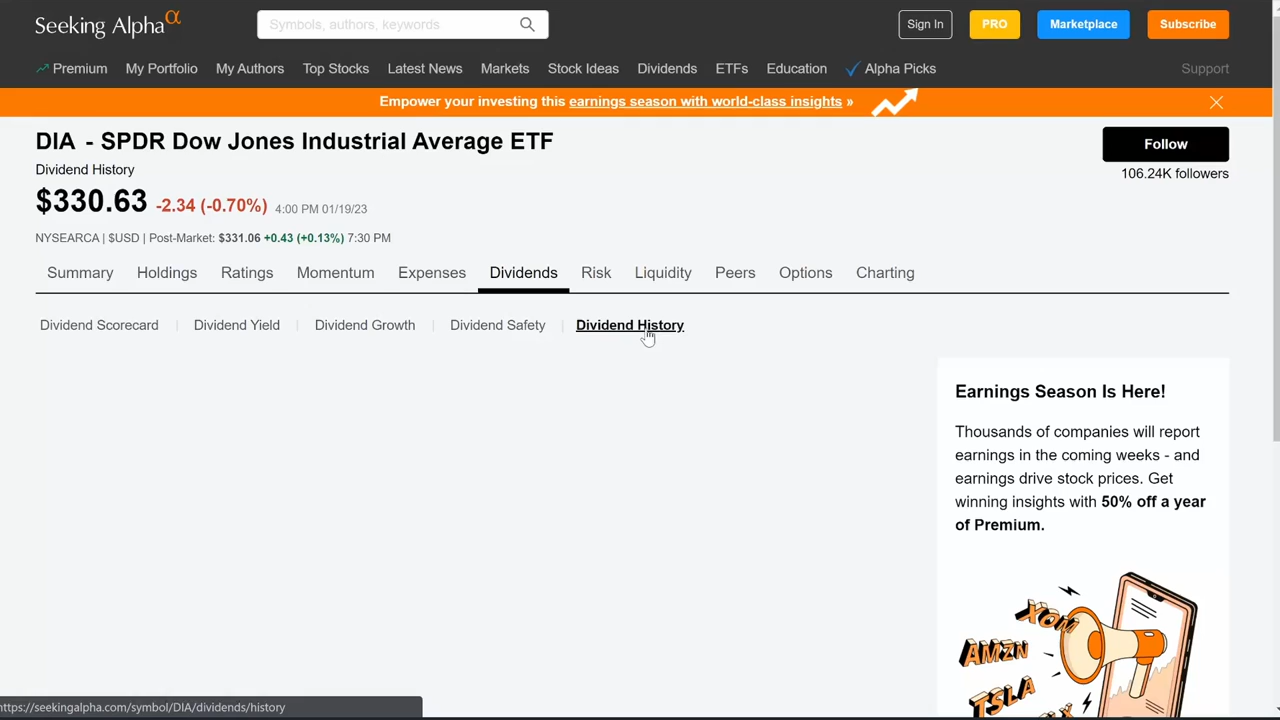 Seeking Alpha α
Symbols, authors, keywords
Sign In
PRO
Marketplace
Subscribe
Premium
My Portfolio
My Authors
Top Stocks
Latest News
Markets
Stock Ideas
Dividends
ETFs
Education
Alpha Picks
Support
Empower your investing this earnings season with world-class insights »
DIA - SPDR Dow Jones Industrial Average ETF
Follow
Dividend History
106.24K followers
$330.63 -2.34 (-0.70%) 4:00 PM 01/19/23
NYSEARCA | $USD | Post-Market: $331.06 +0.43 (+0.13%) 7:30 PM
Summary
Holdings
Ratings
Momentum
Expenses
Dividends
Risk
Liquidity
Peers
Options
Charting
Dividend Scorecard
Dividend Yield
Dividend Growth
Dividend Safety
Dividend History
Earnings Season Is Here!
Thousands of companies will report
earnings in the coming weeks - and
earnings drive stock prices. Get
winning insights with 50% off a year
of Premium.
XOM
AMZN
TSLA
https://seekingalpha.com/symbol/DIA/dividends/history